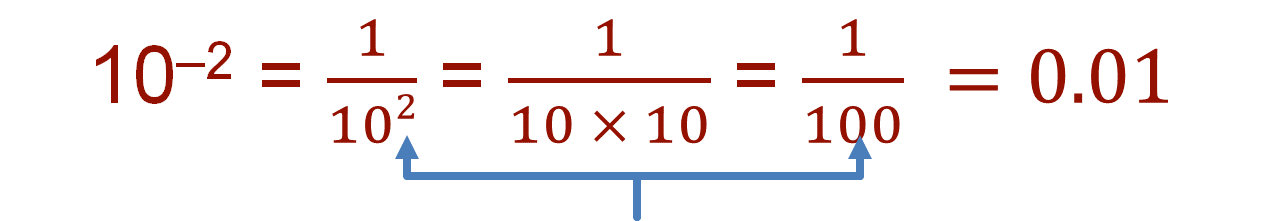 10⁻² = 1/10² = 1/(10 × 10) = 1/100 = 0.01